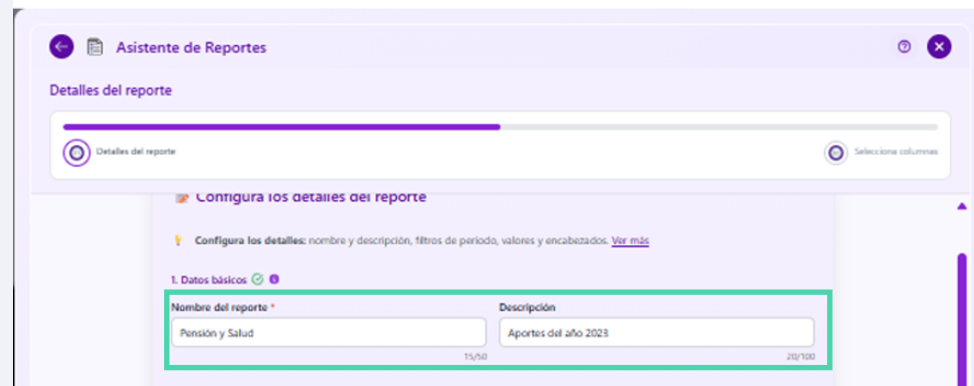 Asistente de Reportes
Detalles del reporte
Detalles del reporte
Selecciona columnas
Configura los detalles del reporte
Configura los detalles: nombre y descripción, filtros de periodo, valores y encabezados. Ver más
1. Datos básicos
Nombre del reporte *
Descripción
Pensión y Salud
Aportes del año 2023
15/50
20/100